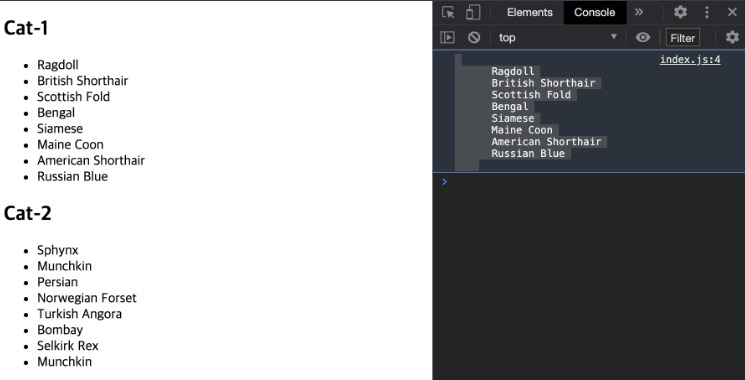 Cat-1
Ragdoll
British Shorthair
Scottish Fold
Bengal
Siamese
Maine Coon
American Shorthair
Russian Blue
Cat-2
Sphynx
Munchkin
Persian
Norwegian Forset
Turkish Angora
Bombay
Selkirk Rex
Munchkin
Elements Console »
top Filter
index.js:4
Ragdoll
British Shorthair
Scottish Fold
Bengal
Siamese
Maine Coon
American Shorthair
Russian Blue